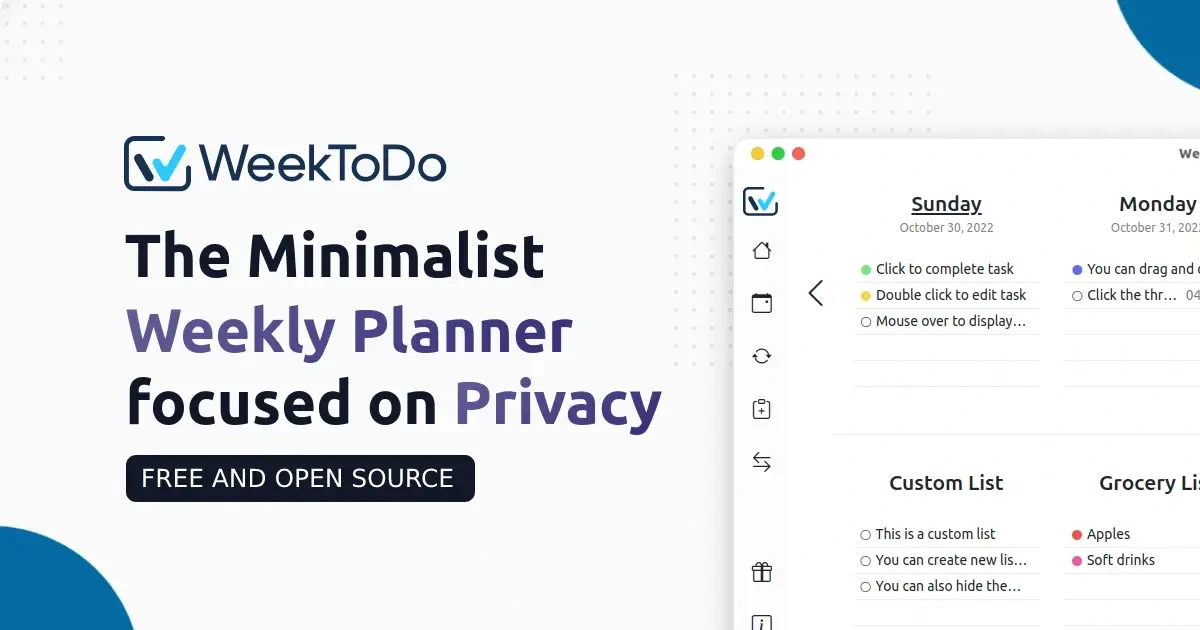 WeekToDo
The Minimalist
Weekly Planner
focused on Privacy
FREE AND OPEN SOURCE
We
Sunday
October 30, 2022
Click to complete task
Double click to edit task
Mouse over to display...
Monday
October 31, 202
You can drag and
Click the thr... 04
Custom List
This is a custom list
You can create new lis...
You can also hide the...
Grocery Lis
Apples
Soft drinks